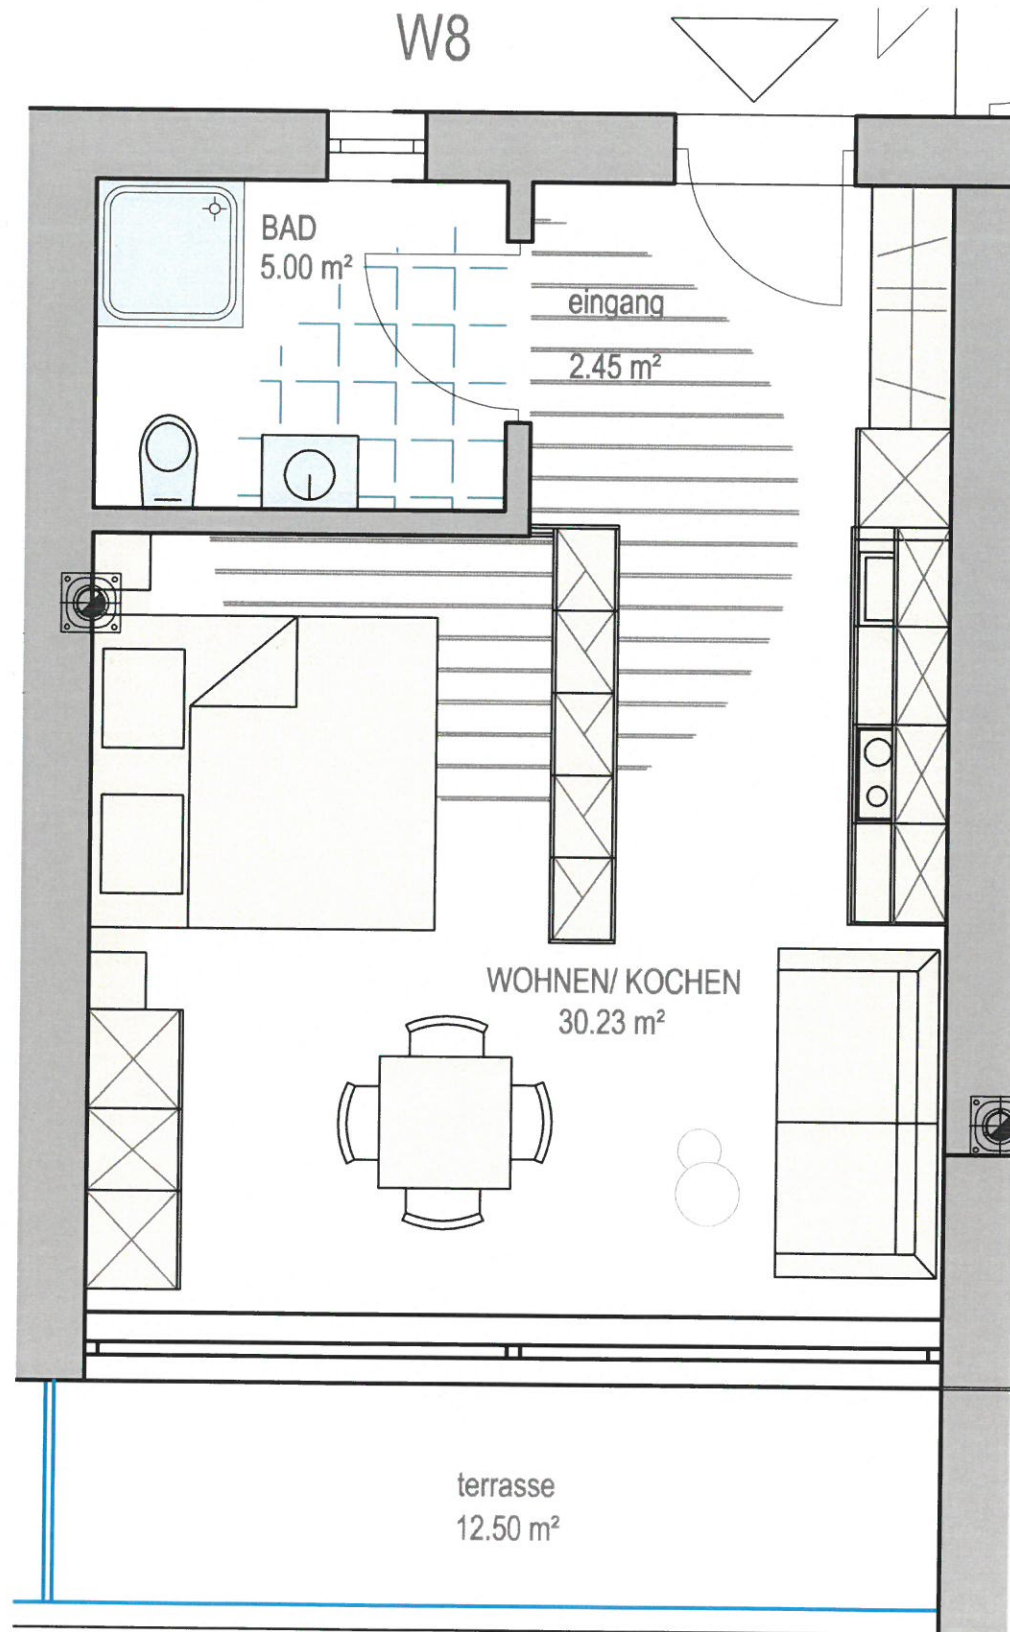 W8
BAD
5.00 m²
eingang
2.45 m²
WOHNEN/ KOCHEN
30.23 m²
terrasse
12.50 m²